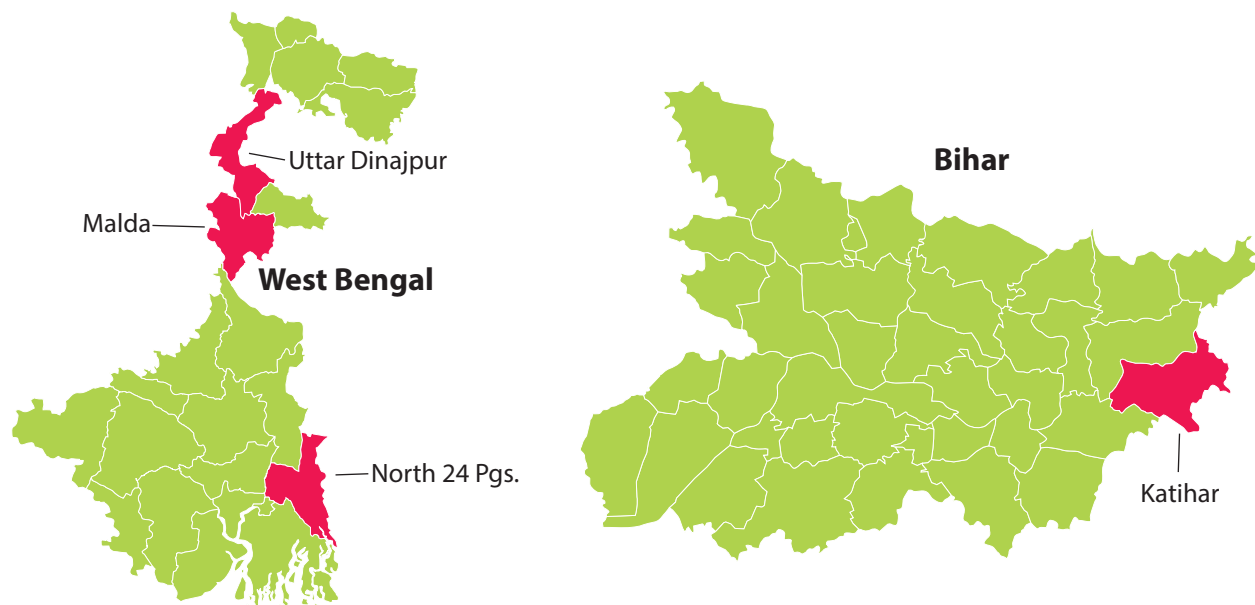 Uttar Dinajpur
Malda
West Bengal
North 24 Pgs.
Bihar
Katihar